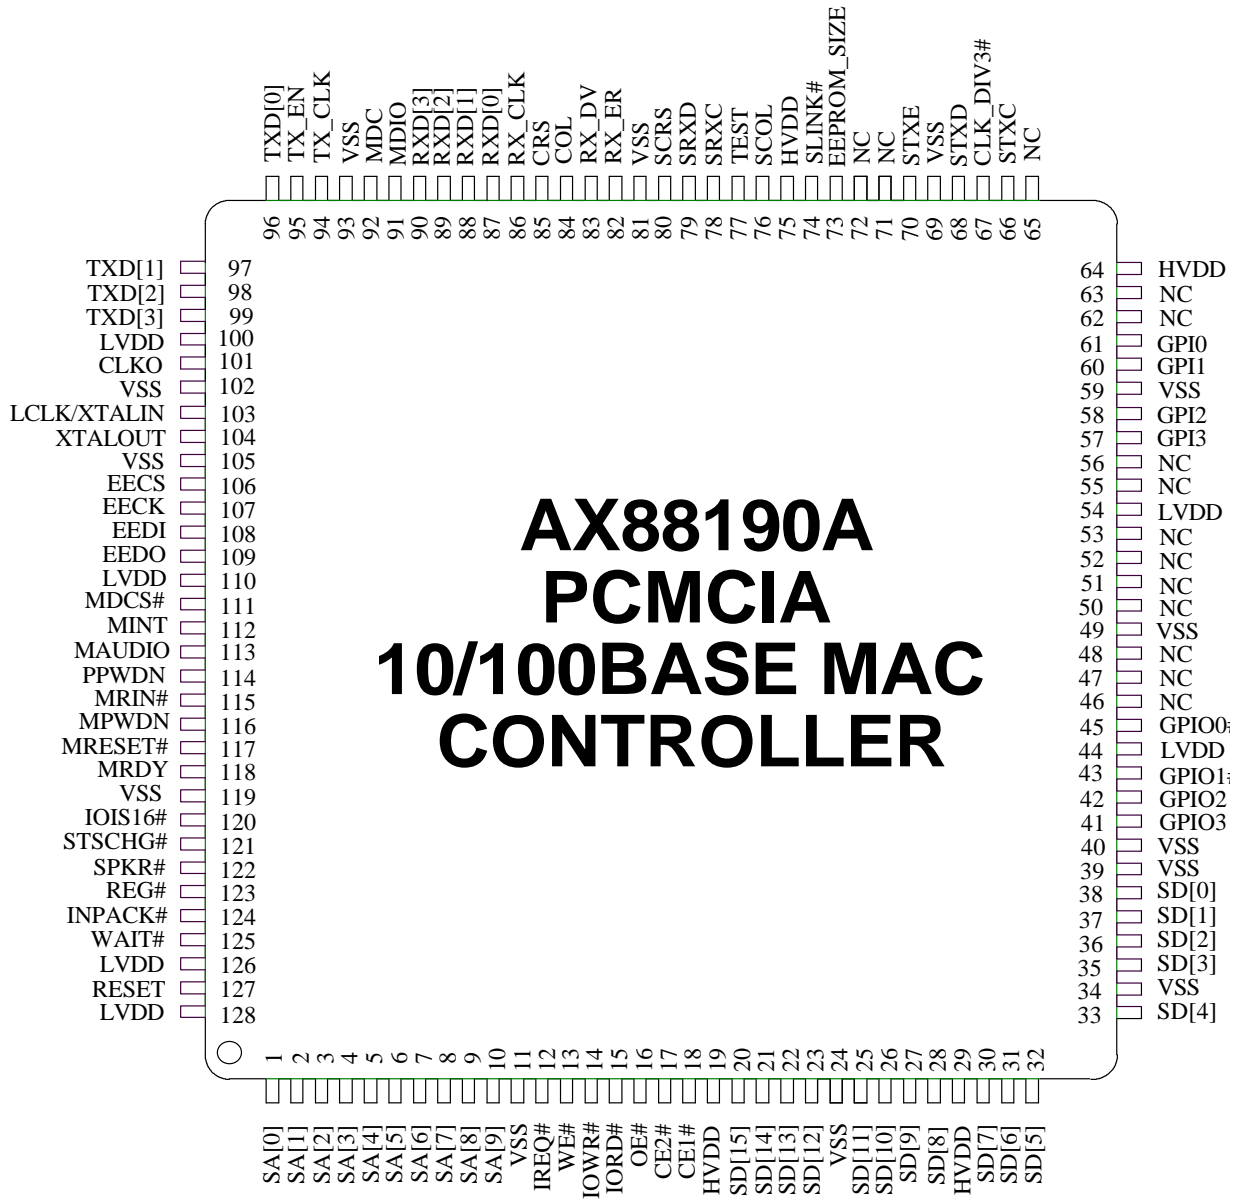 TXD[0] TX_EN TX_CLK VSS MDC MDIO RXD[3] RXD[2] RXD[1] RXD[0] RX_CLK CRS COL RX_DV RX_ER VSS SCRS SRXD SRXC TEST SCOL HVDD SLINK# EEPROM_SIZE NC NC STXE VSS STXD CLK_DIV3# STXC NC
96 95 94 93 92 91 90 89 88 87 86 85 84 83 82 81 80 79 78 77 76 75 74 73 72 71 70 69 68 67 66 65
TXD[1] 97
TXD[2] 98
TXD[3] 99
LVDD 100
CLKO 101
VSS 102
LCLK/XTALIN 103
XTALOUT 104
VSS 105
EECS 106
EECK 107
EEDI 108
EEDO 109
LVDD 110
MDCS# 111
MINT 112
MAUDIO 113
PPWDN 114
MRIN# 115
MPWDN 116
MRESET# 117
MRDY 118
VSS 119
IOIS16# 120
STSCHG# 121
SPKR# 122
REG# 123
INPACK# 124
WAIT# 125
LVDD 126
RESET 127
LVDD 128
AX88190A
PCMCIA
10/100BASE MAC
CONTROLLER
64 HVDD
63 NC
62 NC
61 GPI0
60 GPI1
59 VSS
58 GPI2
57 GPI3
56 NC
55 NC
54 LVDD
53 NC
52 NC
51 NC
50 NC
49 VSS
48 NC
47 NC
46 NC
45 GPIO0#
44 LVDD
43 GPIO1#
42 GPIO2
41 GPIO3
40 VSS
39 VSS
38 SD[0]
37 SD[1]
36 SD[2]
35 SD[3]
34 VSS
33 SD[4]
1 2 3 4 5 6 7 8 9 10 11 12 13 14 15 16 17 18 19 20 21 22 23 24 25 26 27 28 29 30 31 32
SA[0] SA[1] SA[2] SA[3] SA[4] SA[5] SA[6] SA[7] SA[8] SA[9] VSS IREQ# WE# IOWR# IORD# OE# CE2# CE1# HVDD SD[15] SD[14] SD[13] SD[12] VSS SD[11] SD[10] SD[9] SD[8] HVDD SD[7] SD[6] SD[5]